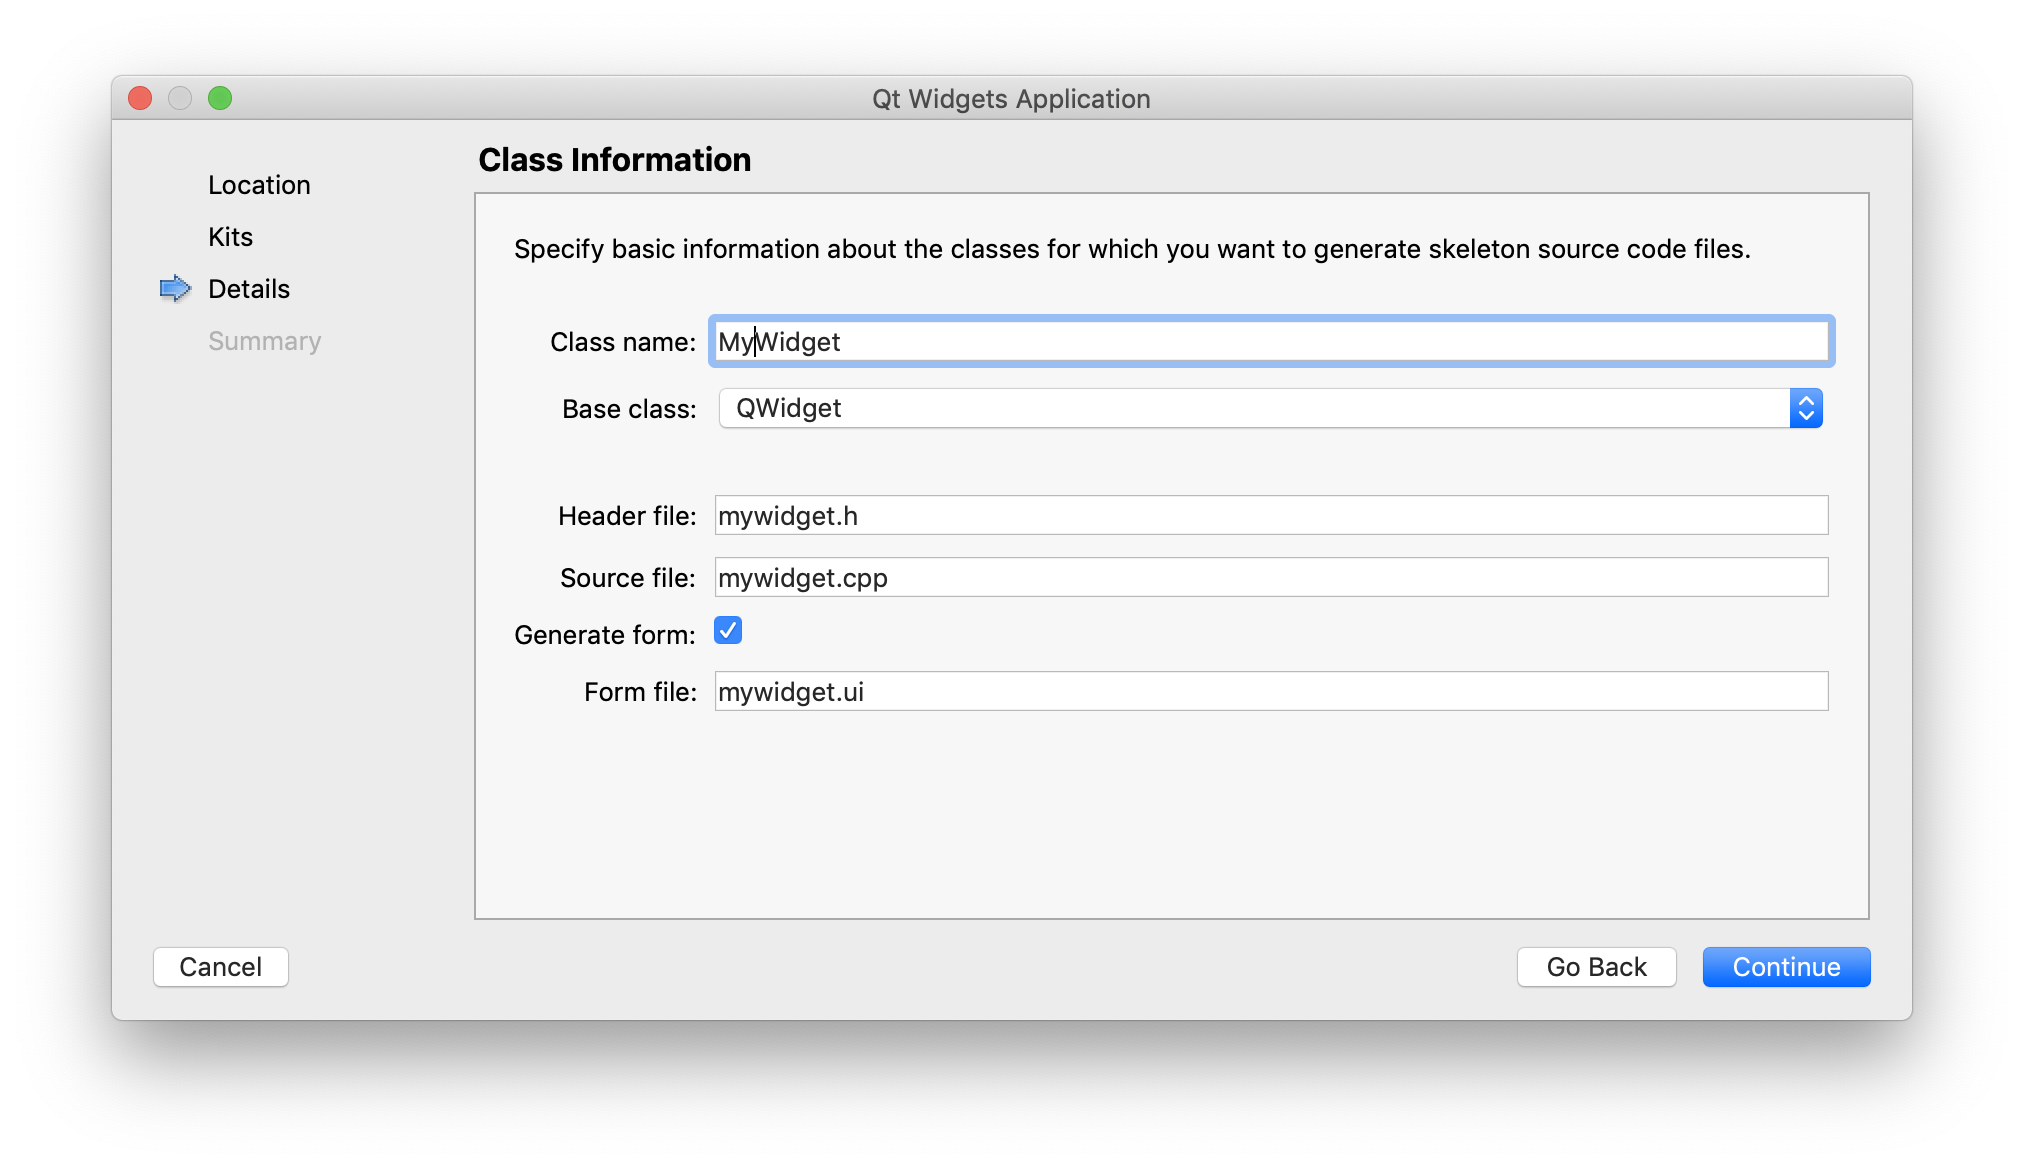 Qt Widgets Application
Location
Kits
Details
Summary
Class Information
Specify basic information about the classes for which you want to generate skeleton source code files.
Class name: MyWidget
Base class: QWidget
Header file: mywidget.h
Source file: mywidget.cpp
Generate form:
Form file: mywidget.ui
Cancel
Go Back
Continue